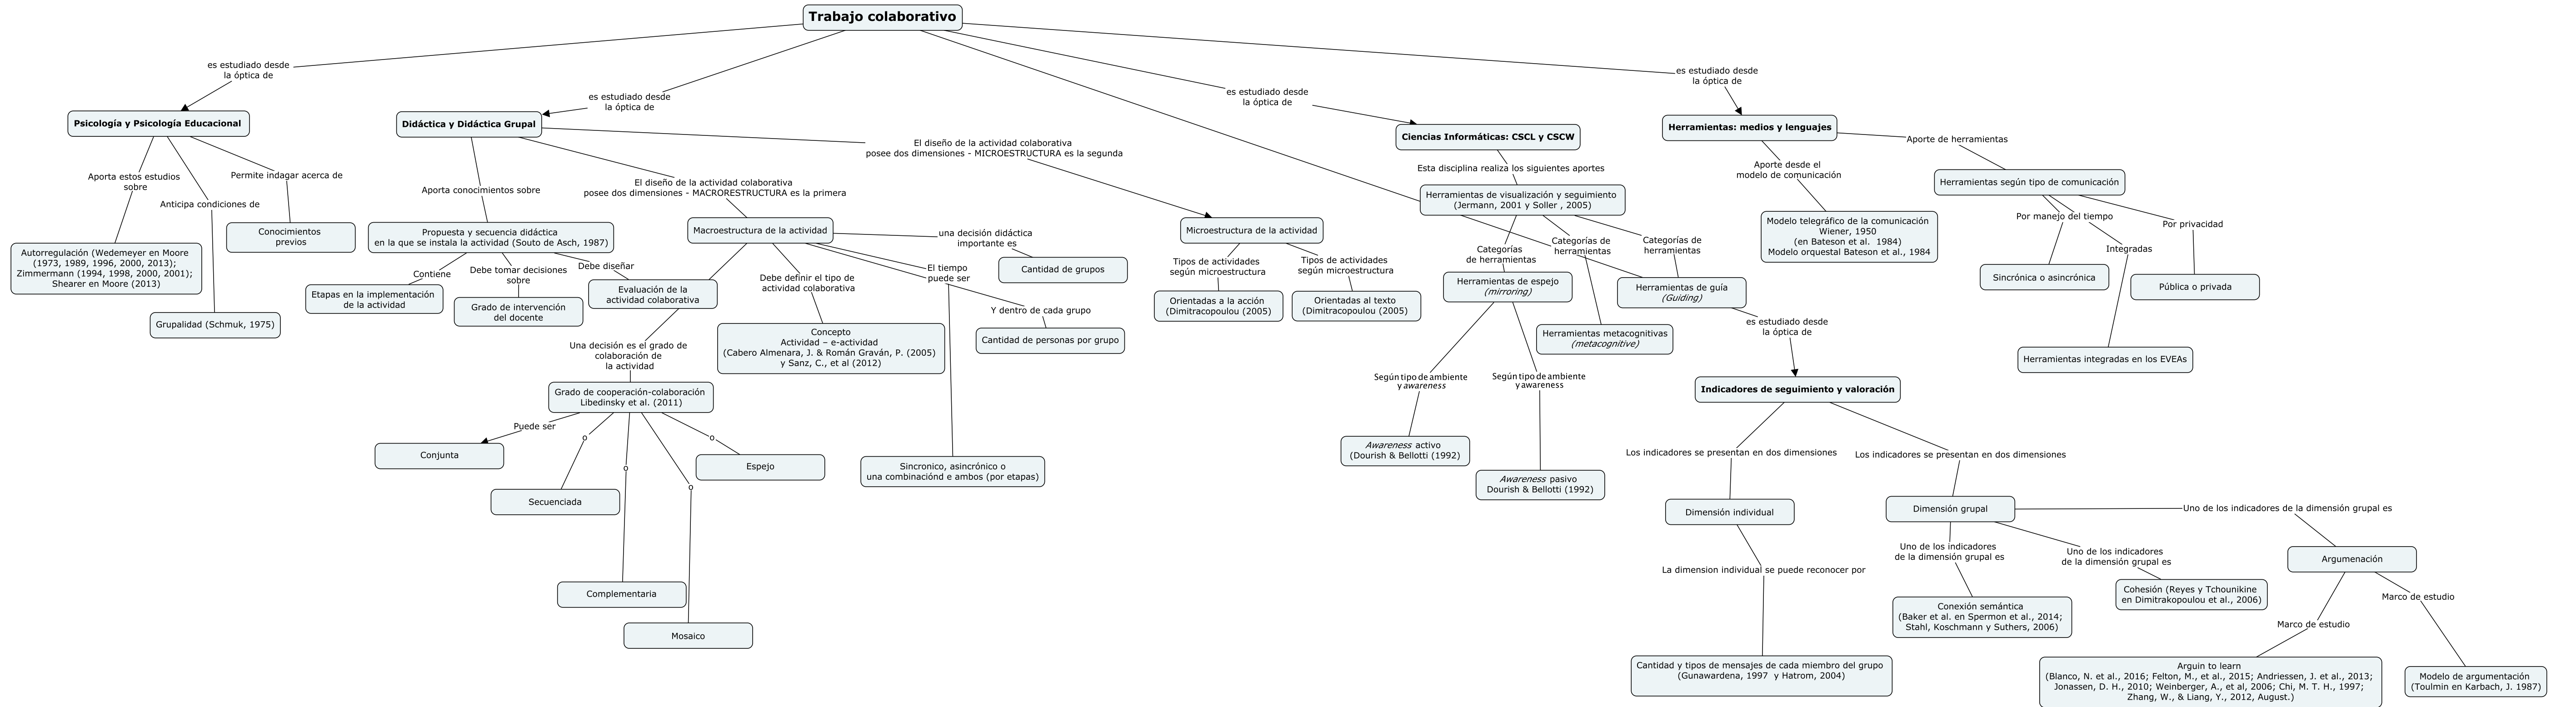 Trabajo colaborativo
es estudiado desde
la óptica de
es estudiado desde
la óptica de
es estudiado desde
la óptica de
es estudiado desde
la óptica de
Psicología y Psicología Educacional
Didáctica y Didáctica Grupal
Ciencias Informáticas: CSCL y CSCW
Herramientas: medios y lenguajes
Aporta estos estudios
sobre
Anticipa condiciones de
Permite indagar acerca de
Autorregulación (Wedemeyer en Moore
(1973, 1989, 1996, 2000, 2013);
Zimmermann (1994, 1998, 2000, 2001);
Shearer en Moore (2013)
Grupalidad (Schmuk, 1975)
Conocimientos
previos
Aporta conocimientos sobre
El diseño de la actividad colaborativa
posee dos dimensiones - MACRORESTRUCTURA es la primera
El diseño de la actividad colaborativa
posee dos dimensiones - MICROESTRUCTURA es la segunda
Propuesta y secuencia didáctica
en la que se instala la actividad (Souto de Asch, 1987)
Contiene
Debe tomar decisiones
sobre
Debe diseñar
Etapas en la implementación
de la actividad
Grado de intervención
del docente
Evaluación de la
actividad colaborativa
Macroestructura de la actividad
Debe definir el tipo de
actividad colaborativa
El tiempo
puede ser
una decisión didáctica
importante es
Cantidad de grupos
Y dentro de cada grupo
Cantidad de personas por grupo
Concepto
Actividad – e-actividad
(Cabero Almenara, J. & Román Graván, P. (2005)
y Sanz, C., et al (2012)
Una decisión es el grado de
colaboración de
la actividad
Grado de cooperación-colaboración
Libedinsky et al. (2011)
Puede ser
o
o
o
o
Conjunta
Secuenciada
Complementaria
Mosaico
Espejo
Sincronico, asincrónico o
una combinaciónd e ambos (por etapas)
Microestructura de la actividad
Tipos de actividades
según microestructura
Tipos de actividades
según microestructura
Orientadas a la acción
(Dimitracopoulou (2005)
Orientadas al texto
(Dimitracopoulou (2005)
Esta disciplina realiza los siguientes aportes
Herramientas de visualización y seguimiento
(Jermann, 2001 y Soller , 2005)
Categorías
de herramientas
Categorías de
herramientas
Categorías de
herramientas
Herramientas de espejo
(mirroring)
Herramientas metacognitivas
(metacognitive)
Herramientas de guía
(Guiding)
Según tipo de ambiente
y awareness
Según tipo de ambiente
y awareness
Awareness activo
(Dourish & Bellotti (1992)
Awareness pasivo
Dourish & Bellotti (1992)
Aporte desde el
modelo de comunicación
Aporte de herramientas
Modelo telegráfico de la comunicación
Wiener, 1950
(en Bateson et al. 1984)
Modelo orquestal Bateson et al., 1984
Herramientas según tipo de comunicación
Por manejo del tiempo
Integradas
Por privacidad
Sincrónica o asincrónica
Pública o privada
Herramientas integradas en los EVEAs
es estudiado desde
la óptica de
Indicadores de seguimiento y valoración
Los indicadores se presentan en dos dimensiones
Los indicadores se presentan en dos dimensiones
Dimensión individual
Dimensión grupal
La dimension individual se puede reconocer por
Cantidad y tipos de mensajes de cada miembro del grupo
(Gunawardena, 1997 y Hatrom, 2004)
Uno de los indicadores
de la dimensión grupal es
Uno de los indicadores
de la dimensión grupal es
Uno de los indicadores de la dimensión grupal es
Conexión semántica
(Baker et al. en Spermon et al., 2014;
Stahl, Koschmann y Suthers, 2006)
Cohesión (Reyes y Tchounikine
en Dimitrakopoulou et al., 2006)
Argumenación
Marco de estudio
Marco de estudio
Arguin to learn
(Blanco, N. et al., 2016; Felton, M., et al., 2015; Andriessen, J. et al., 2013;
Jonassen, D. H., 2010; Weinberger, A., et al, 2006; Chi, M. T. H., 1997;
Zhang, W., & Liang, Y., 2012, August.)
Modelo de argumentación
(Toulmin en Karbach, J. 1987)